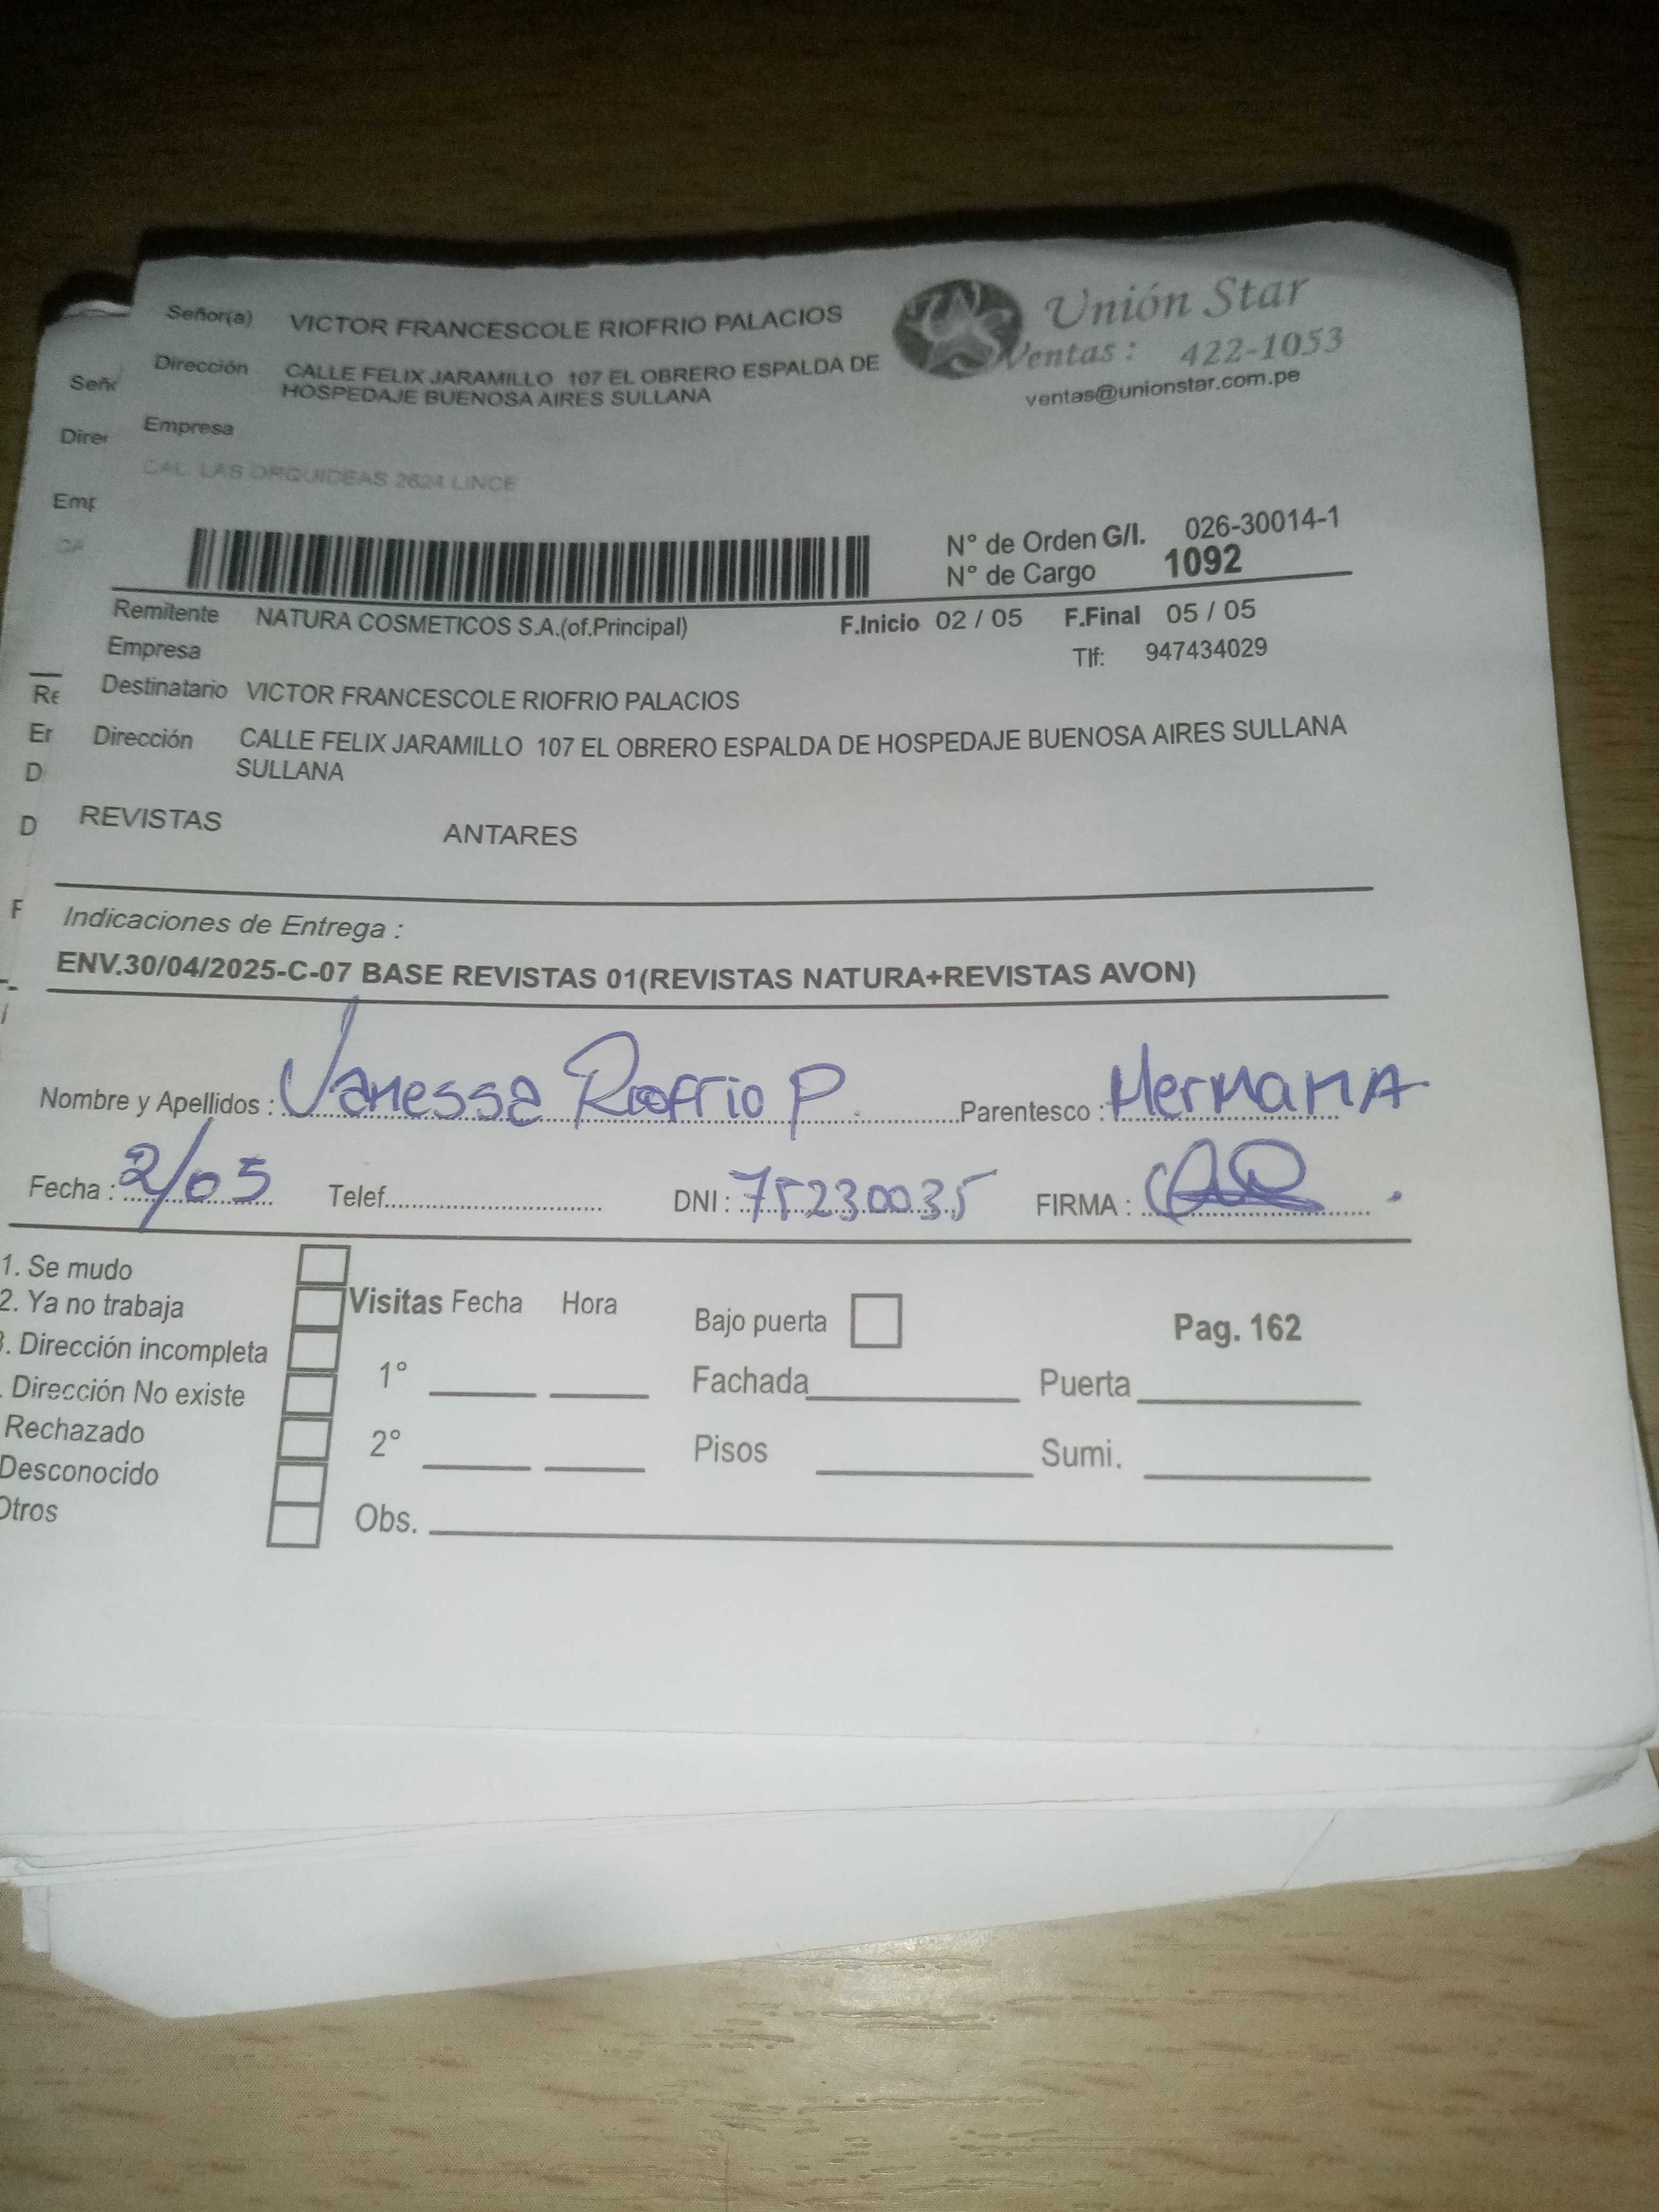 Señor(a) VICTOR FRANCESCOLE RIOFRIO PALACIOS
Unión Star
Ventas : 422-1053
ventas@unionstar.com.pe
Dirección CALLE FELIX JARAMILLO 107 EL OBRERO ESPALDA DE
HOSPEDAJE BUENOSA AIRES SULLANA
Empresa
CAL. LAS ORQUIDEAS 2624 LINCE
N° de Orden G/I. 026-30014-1
N° de Cargo 1092
Remitente NATURA COSMETICOS S.A.(of.Principal) F.Inicio 02 / 05 F.Final 05 / 05
Empresa Tlf: 947434029
Destinatario VICTOR FRANCESCOLE RIOFRIO PALACIOS
Dirección CALLE FELIX JARAMILLO 107 EL OBRERO ESPALDA DE HOSPEDAJE BUENOSA AIRES SULLANA
SULLANA
REVISTAS ANTARES
Indicaciones de Entrega :
ENV.30/04/2025-C-07 BASE REVISTAS 01(REVISTAS NATURA+REVISTAS AVON)
Nombre y Apellidos : Vanessa Riofrio P. Parentesco : HermanA
Fecha : 2/05 Telef. DNI : 75230035 FIRMA :
1. Se mudo
2. Ya no trabaja Visitas Fecha Hora Bajo puerta Pag. 162
. Dirección incompleta
1° Fachada Puerta
. Dirección No existe
Rechazado 2° Pisos Sumi.
Desconocido
Otros Obs.